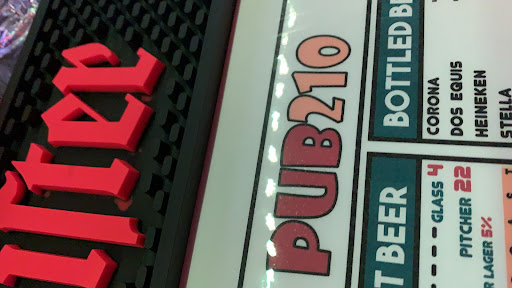 PUB210
BOTTLED
CORONA
DOS EQUIS
HEINEKEN
STELLA
BEER
GLASS 4
PITCHER 22
LAGER 5%